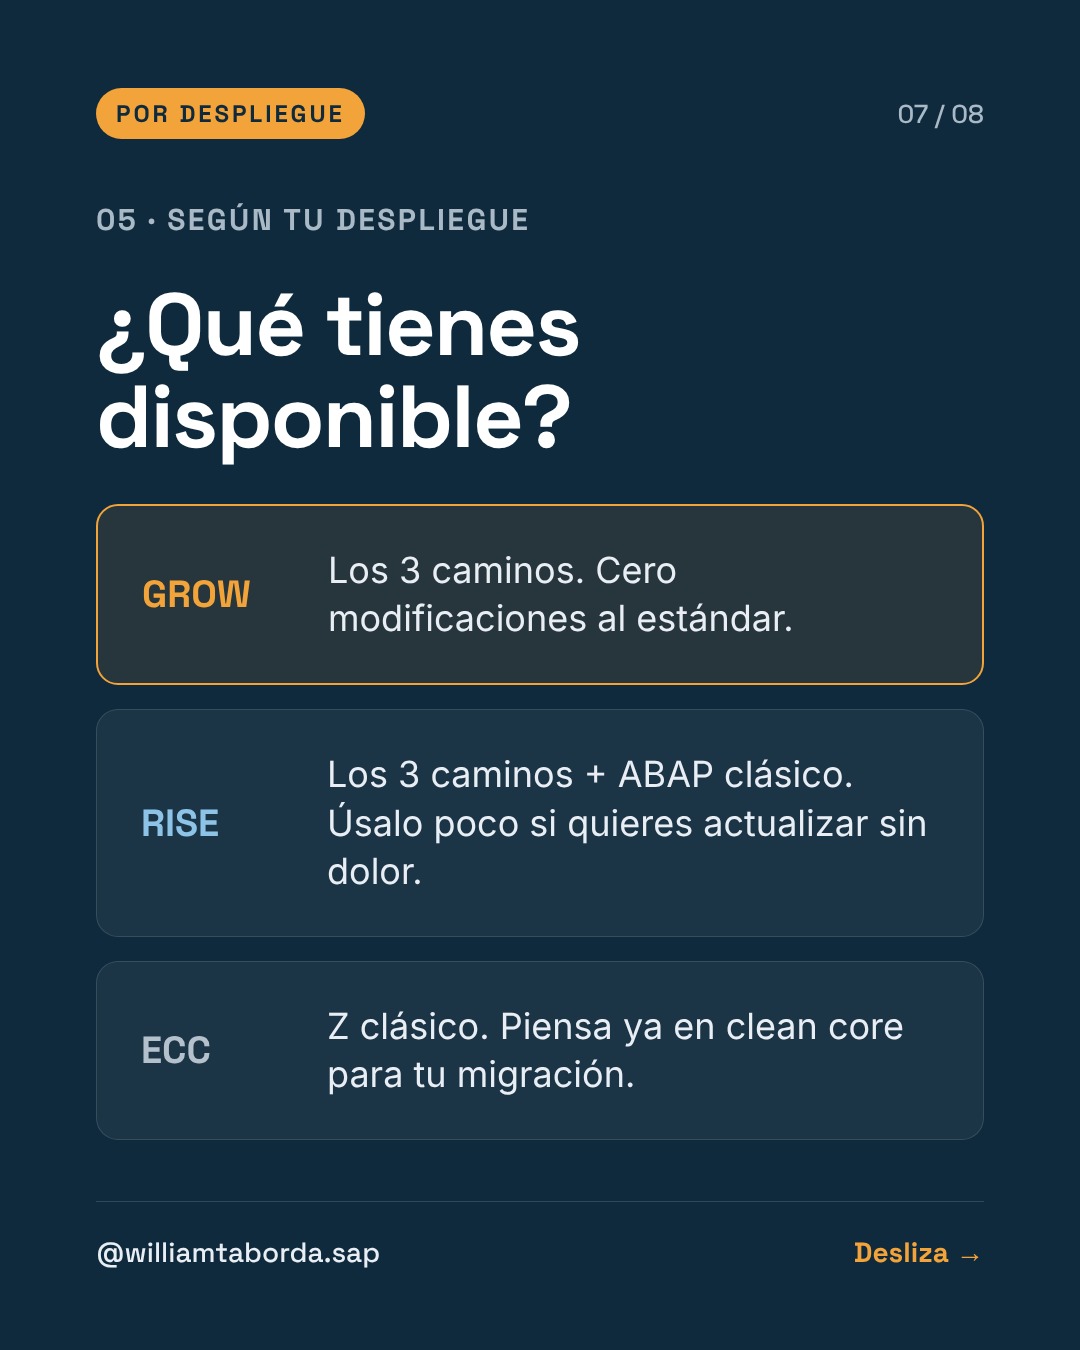 POR DESPLIEGUE
07 / 08
05 · SEGÚN TU DESPLIEGUE
¿Qué tienes
disponible?
GROW
Los 3 caminos. Cero
modificaciones al estándar.
RISE
Los 3 caminos + ABAP clásico.
Úsalo poco si quieres actualizar sin
dolor.
ECC
Z clásico. Piensa ya en clean core
para tu migración.
@williamtaborda.sap
Desliza →